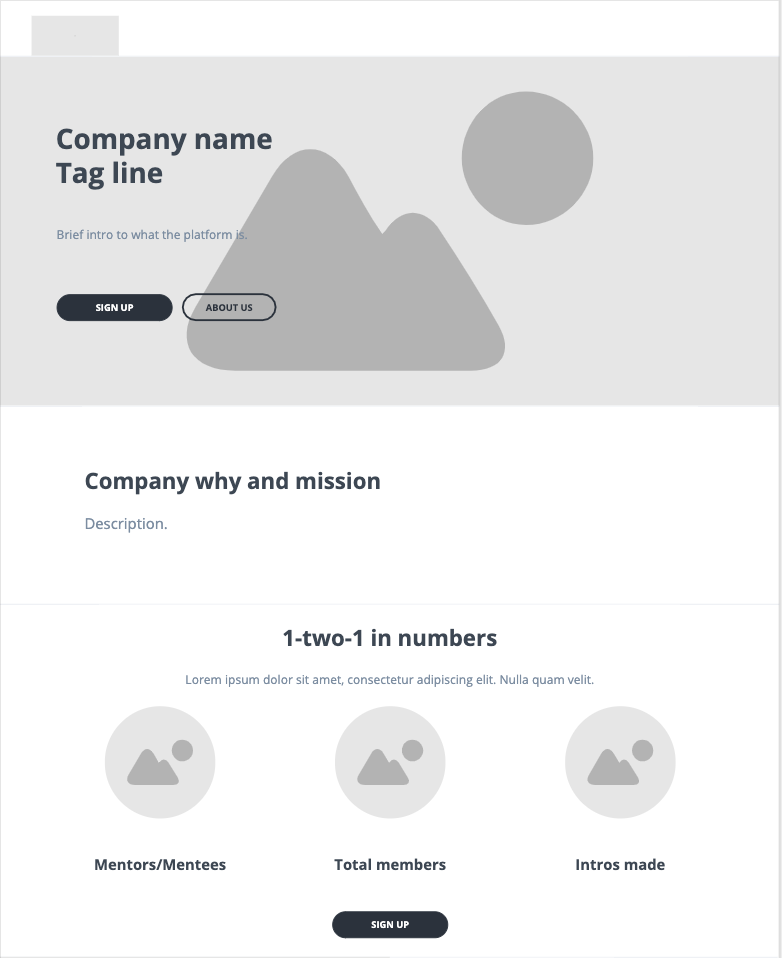 Company name
Tag line
Brief intro to what the platform is.
SIGN UP
ABOUT US
Company why and mission
Description.
1-two-1 in numbers
Lorem ipsum dolor sit amet, consectetur adipiscing elit. Nulla quam velit.
Mentors/Mentees
Total members
Intros made
SIGN UP